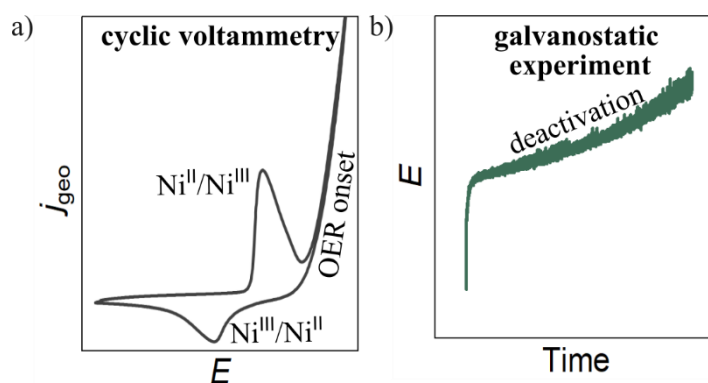 a)
cyclic voltammetry
Ni^II/Ni^III
OER onset
Ni^III/Ni^II
j_geo
E
b)
galvanostatic
experiment
deactivation
E
Time